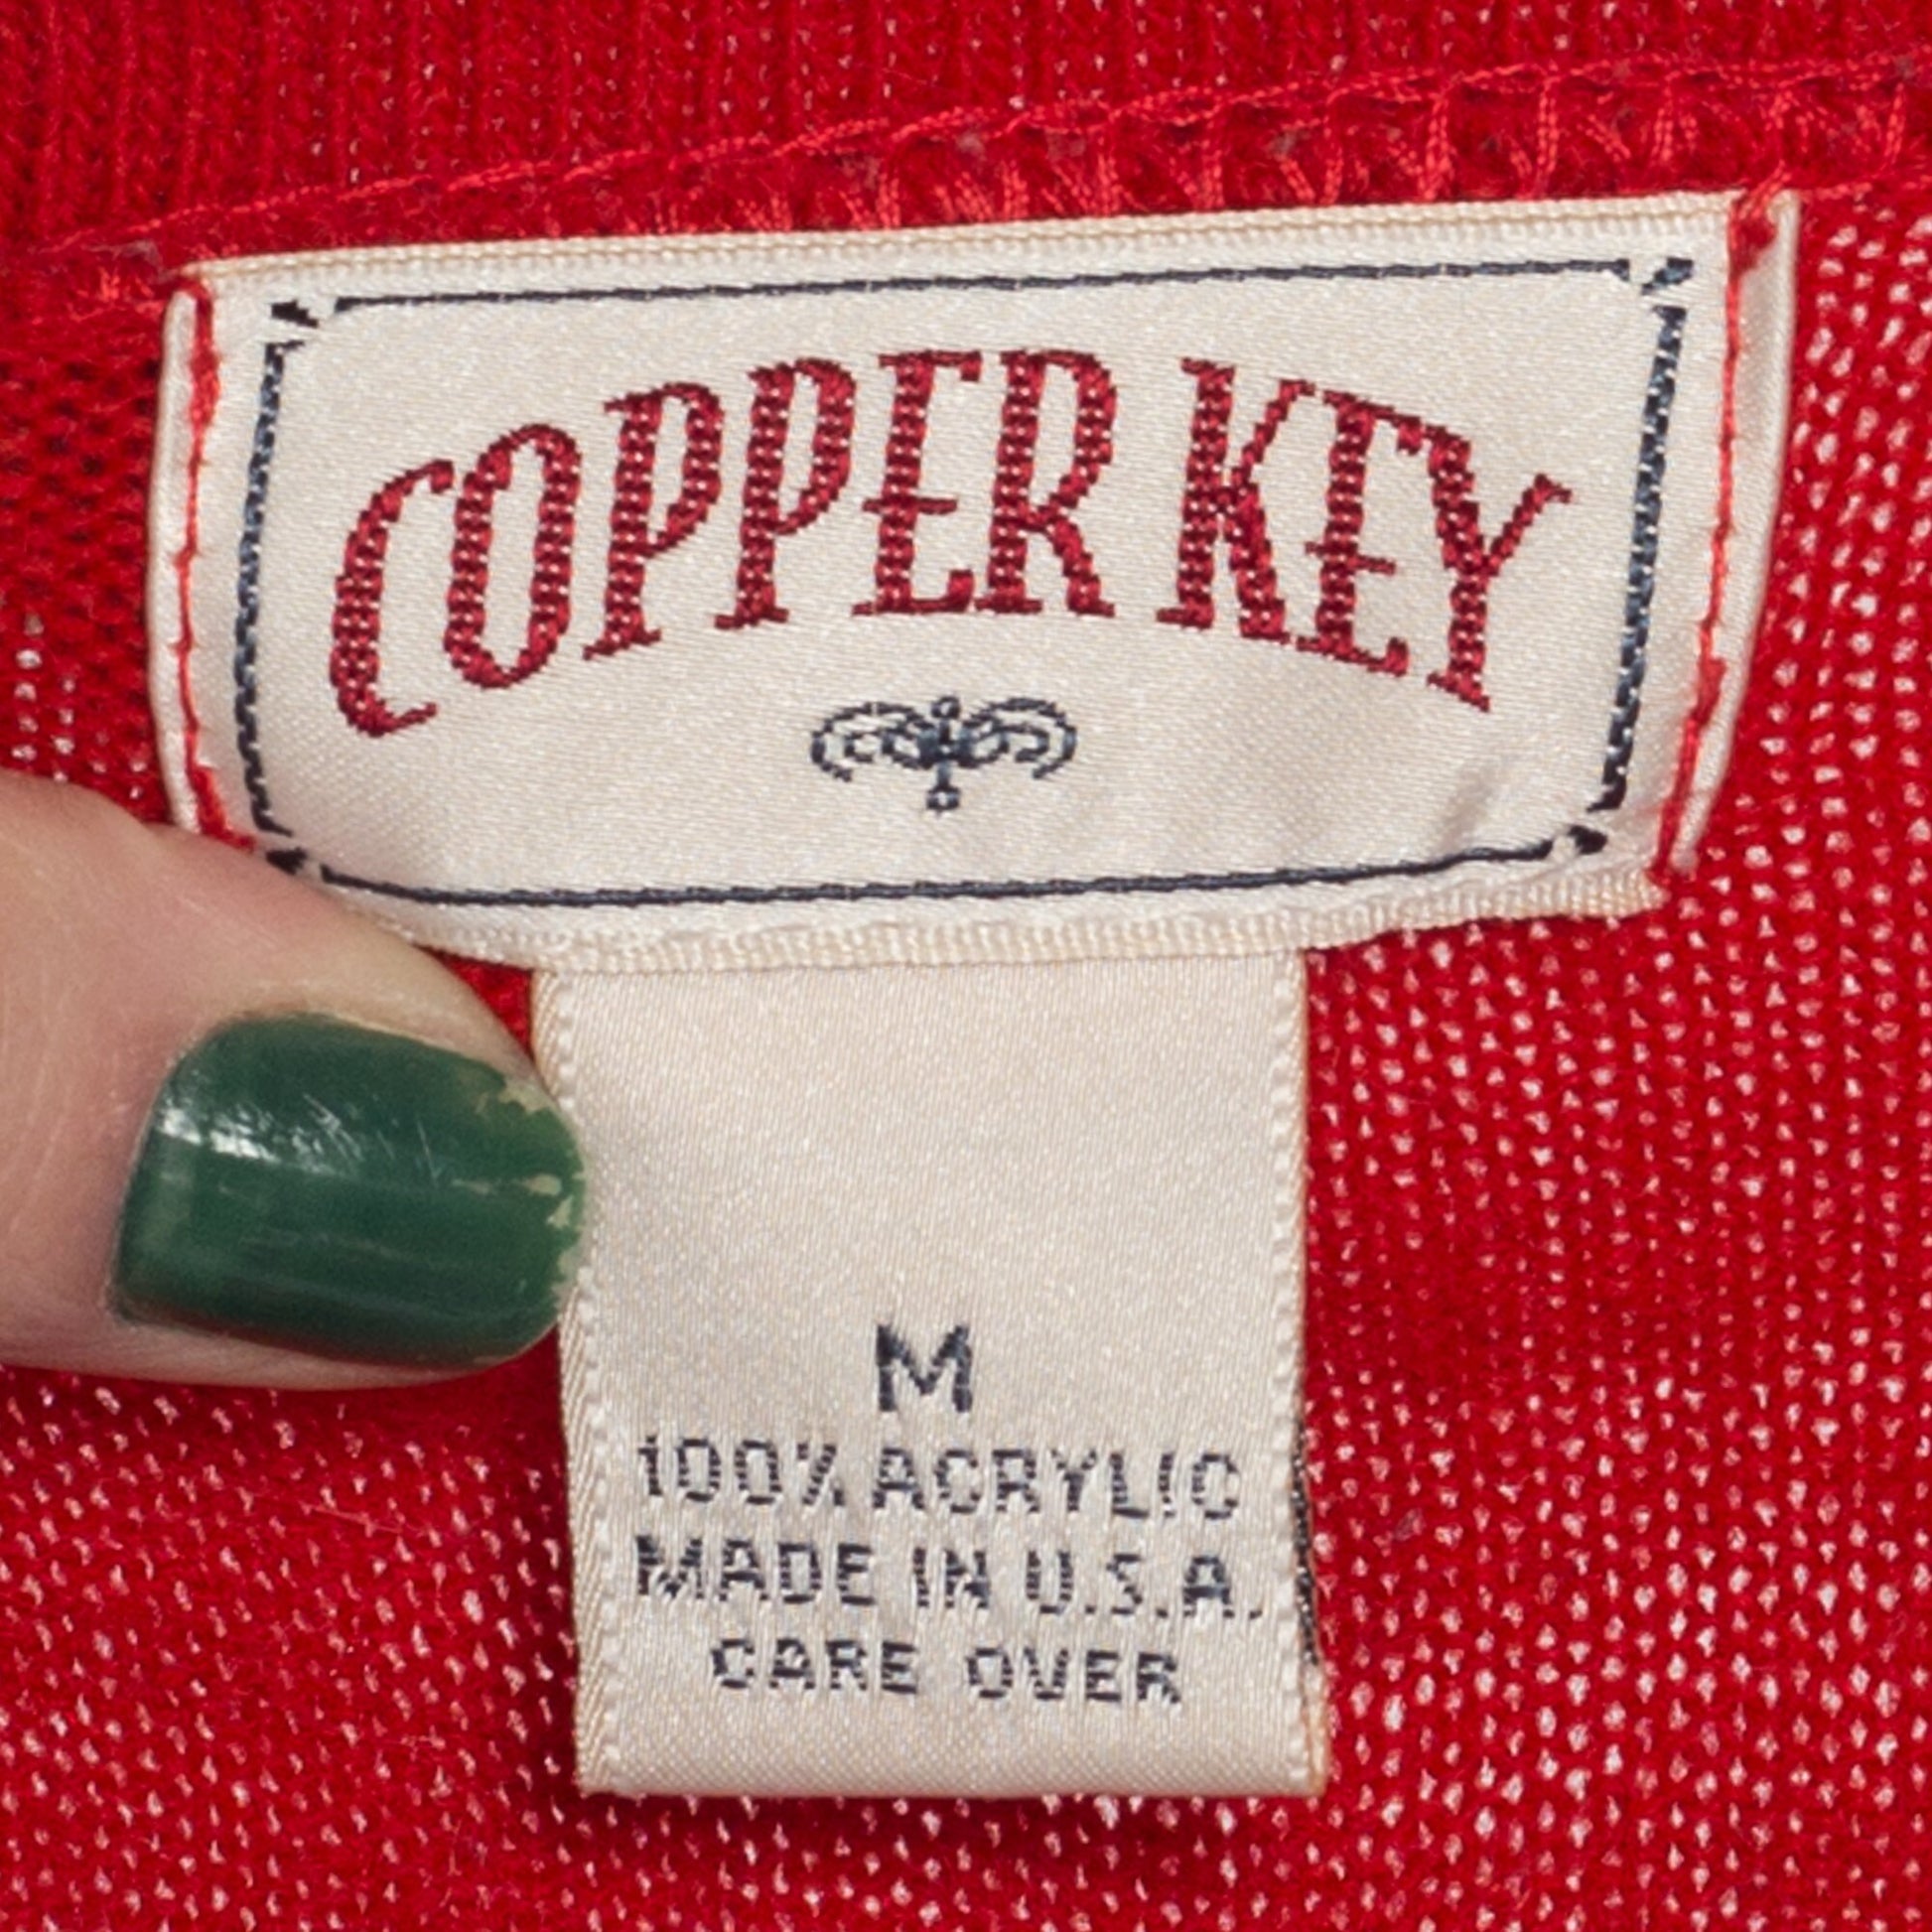 COPPER KEY
M
100% ACRYLIC
MADE IN U.S.A.
CARE OVER